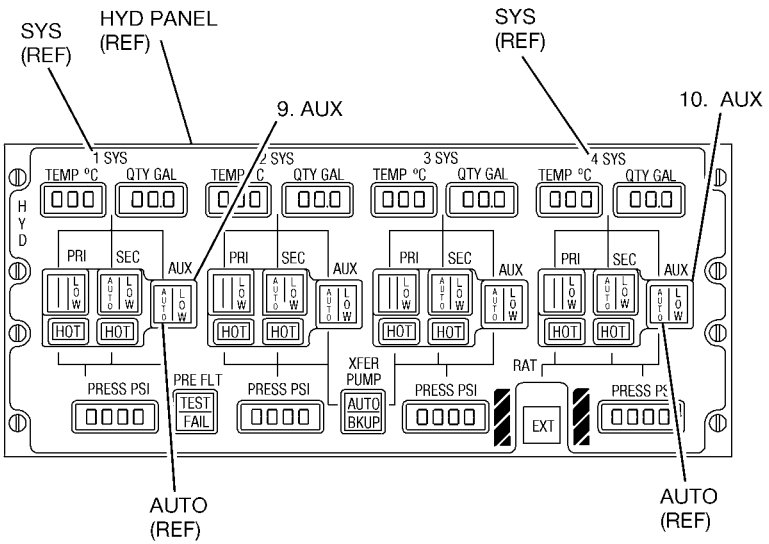 SYS
(REF)
HYD PANEL
(REF)
SYS
(REF)
9. AUX
10. AUX
1 SYS 2 SYS 3 SYS 4 SYS
TEMP ºC QTY GAL TEMP ºC QTY GAL TEMP ºC QTY GAL TEMP ºC QTY GAL
000 00.0 000 00.0 000 00.0 000 00.0
HYD
PRI SEC AUX PRI SEC AUX PRI SEC AUX PRI SEC AUX
LOW AUTO LOW AUTO LOW LOW AUTO LOW AUTO LOW LOW AUTO LOW AUTO LOW LOW AUTO LOW AUTO LOW
HOT HOT HOT HOT HOT HOT HOT HOT
PRESS PSI PRE FLT PRESS PSI XFER PUMP PRESS PSI RAT PRESS PSI
0000 TEST FAIL 0000 AUTO BKUP 0000 EXT 0000
AUTO
(REF)
AUTO
(REF)